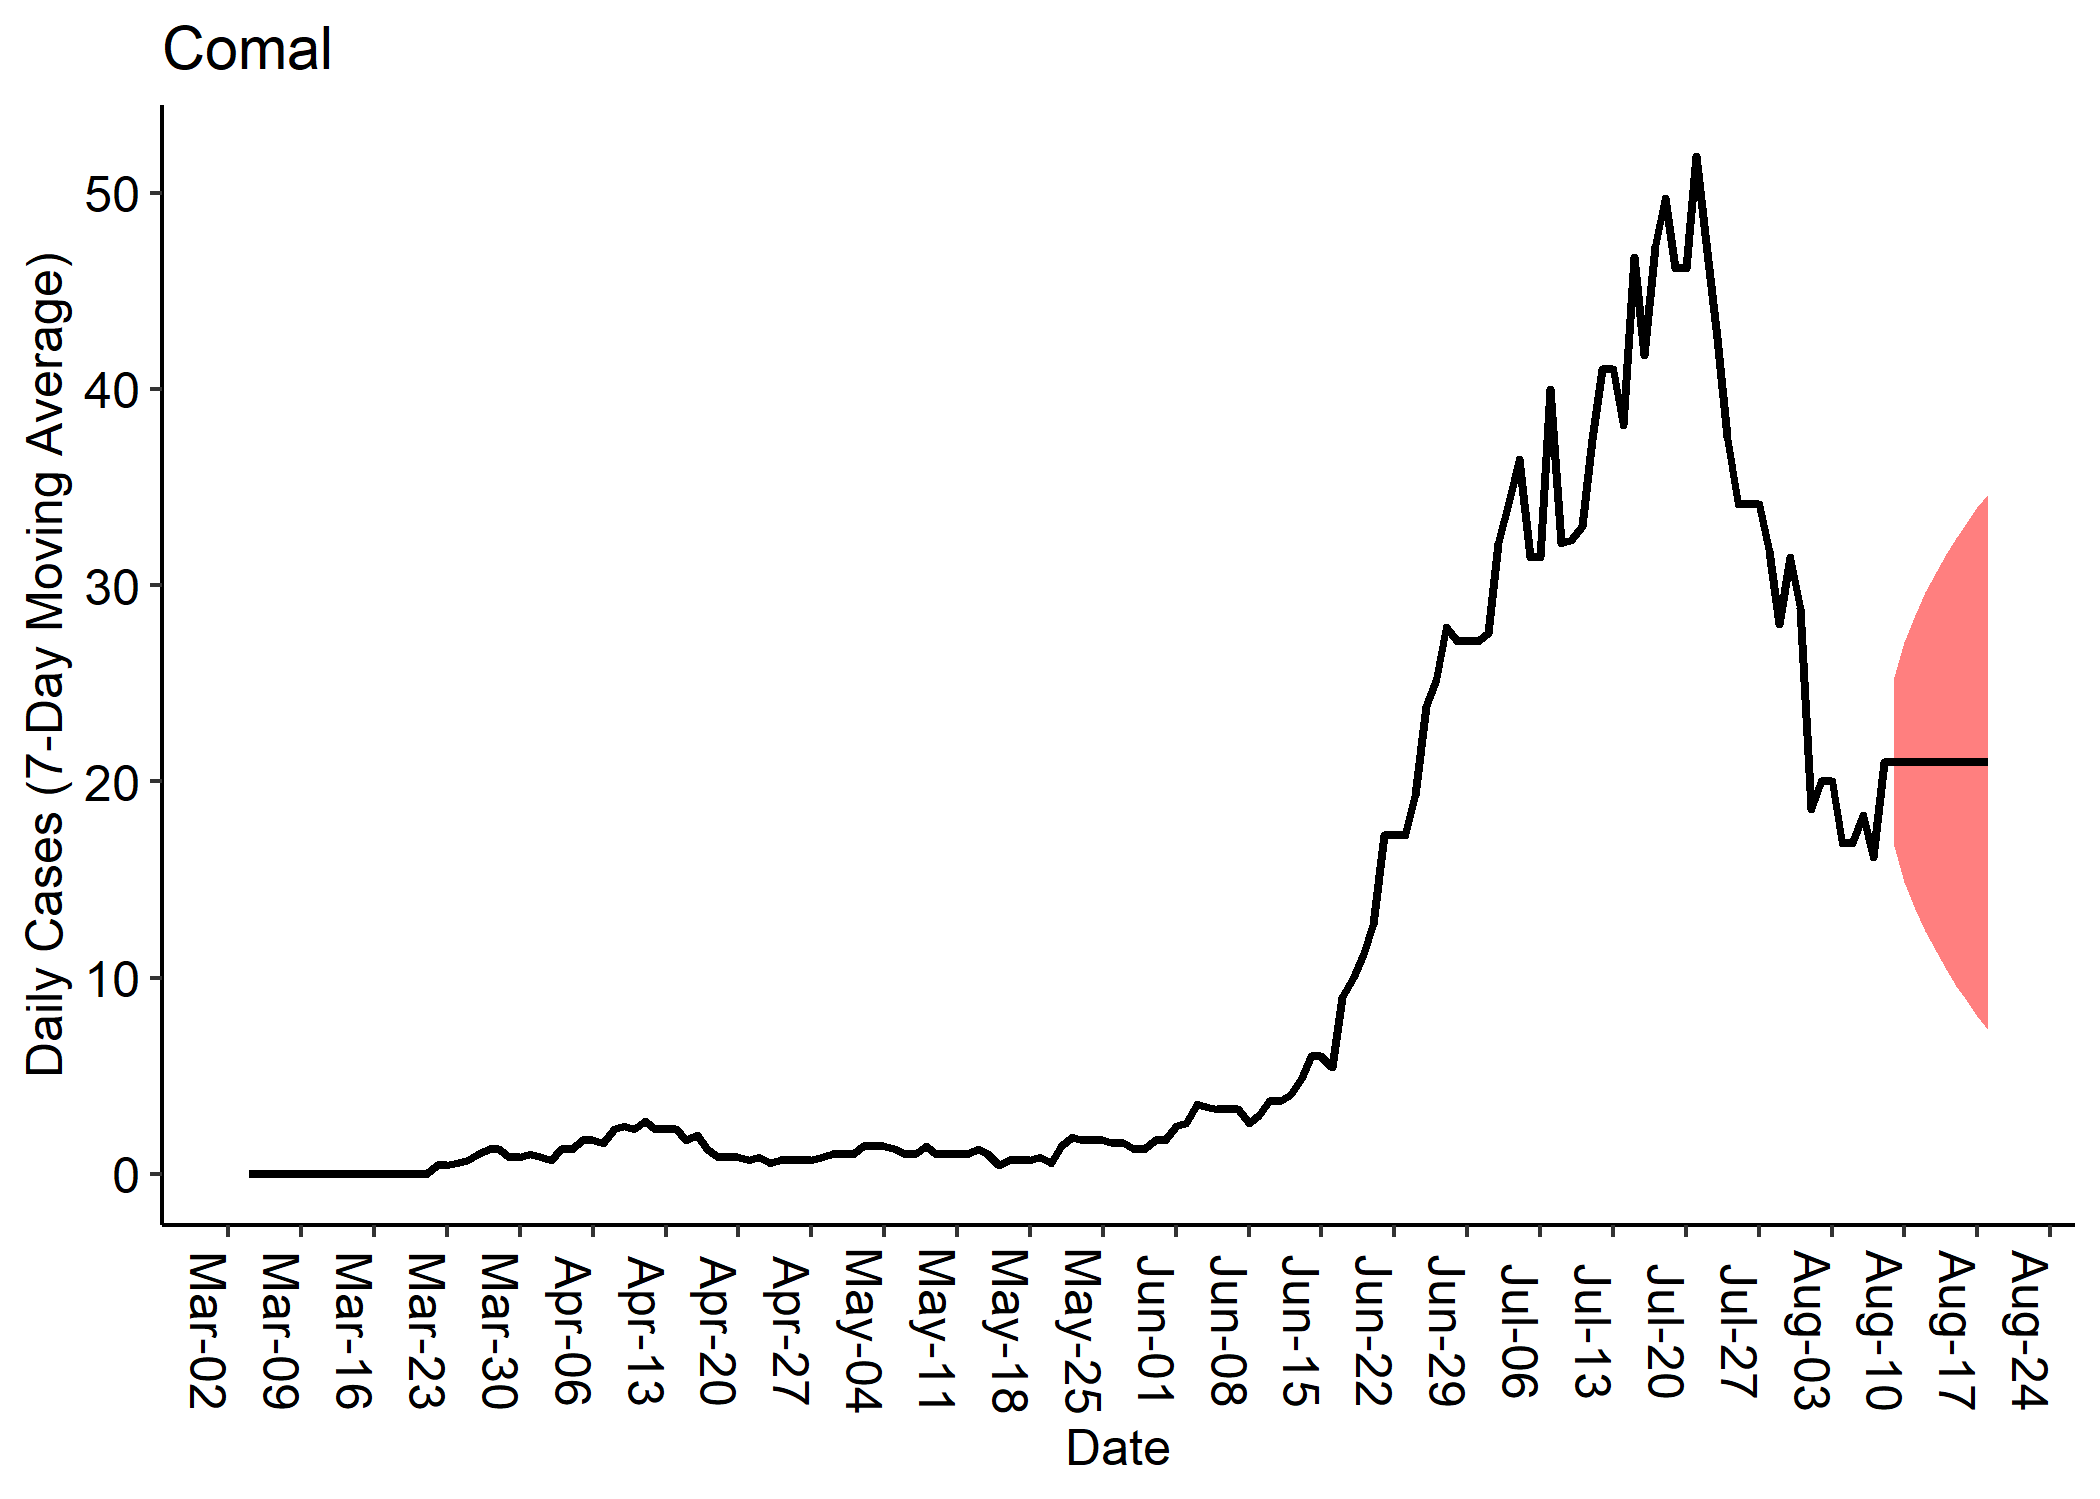 Comal
Daily Cases (7-Day Moving Average)
50
40
30
20
10
0
Mar-02
Mar-09
Mar-16
Mar-23
Mar-30
Apr-06
Apr-13
Apr-20
Apr-27
May-04
May-11
May-18
May-25
Jun-01
Jun-08
Jun-15
Jun-22
Jun-29
Jul-06
Jul-13
Jul-20
Jul-27
Aug-03
Aug-10
Aug-17
Aug-24
Date